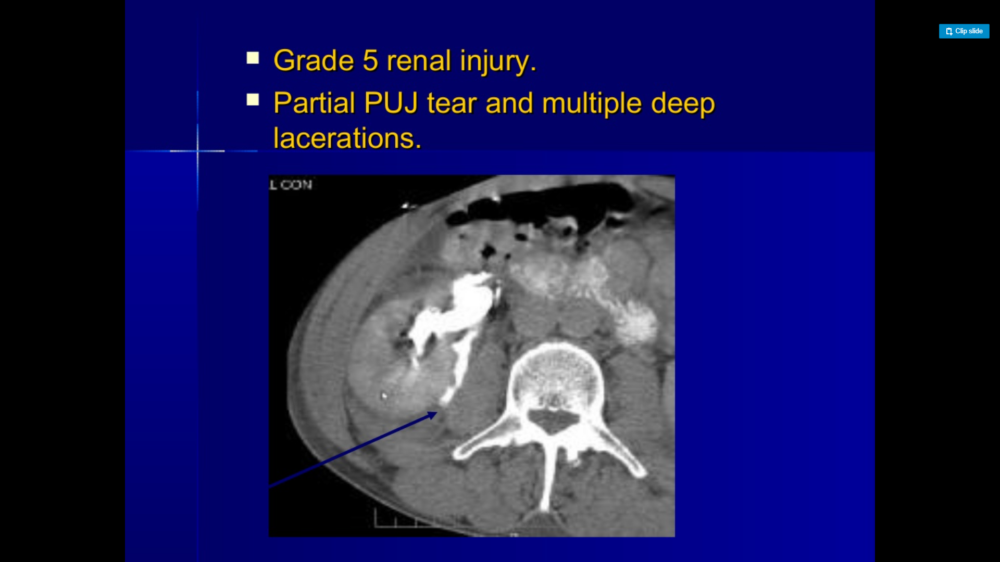 Clip slide
Grade 5 renal injury.
Partial PUJ tear and multiple deep
lacerations.
L CON